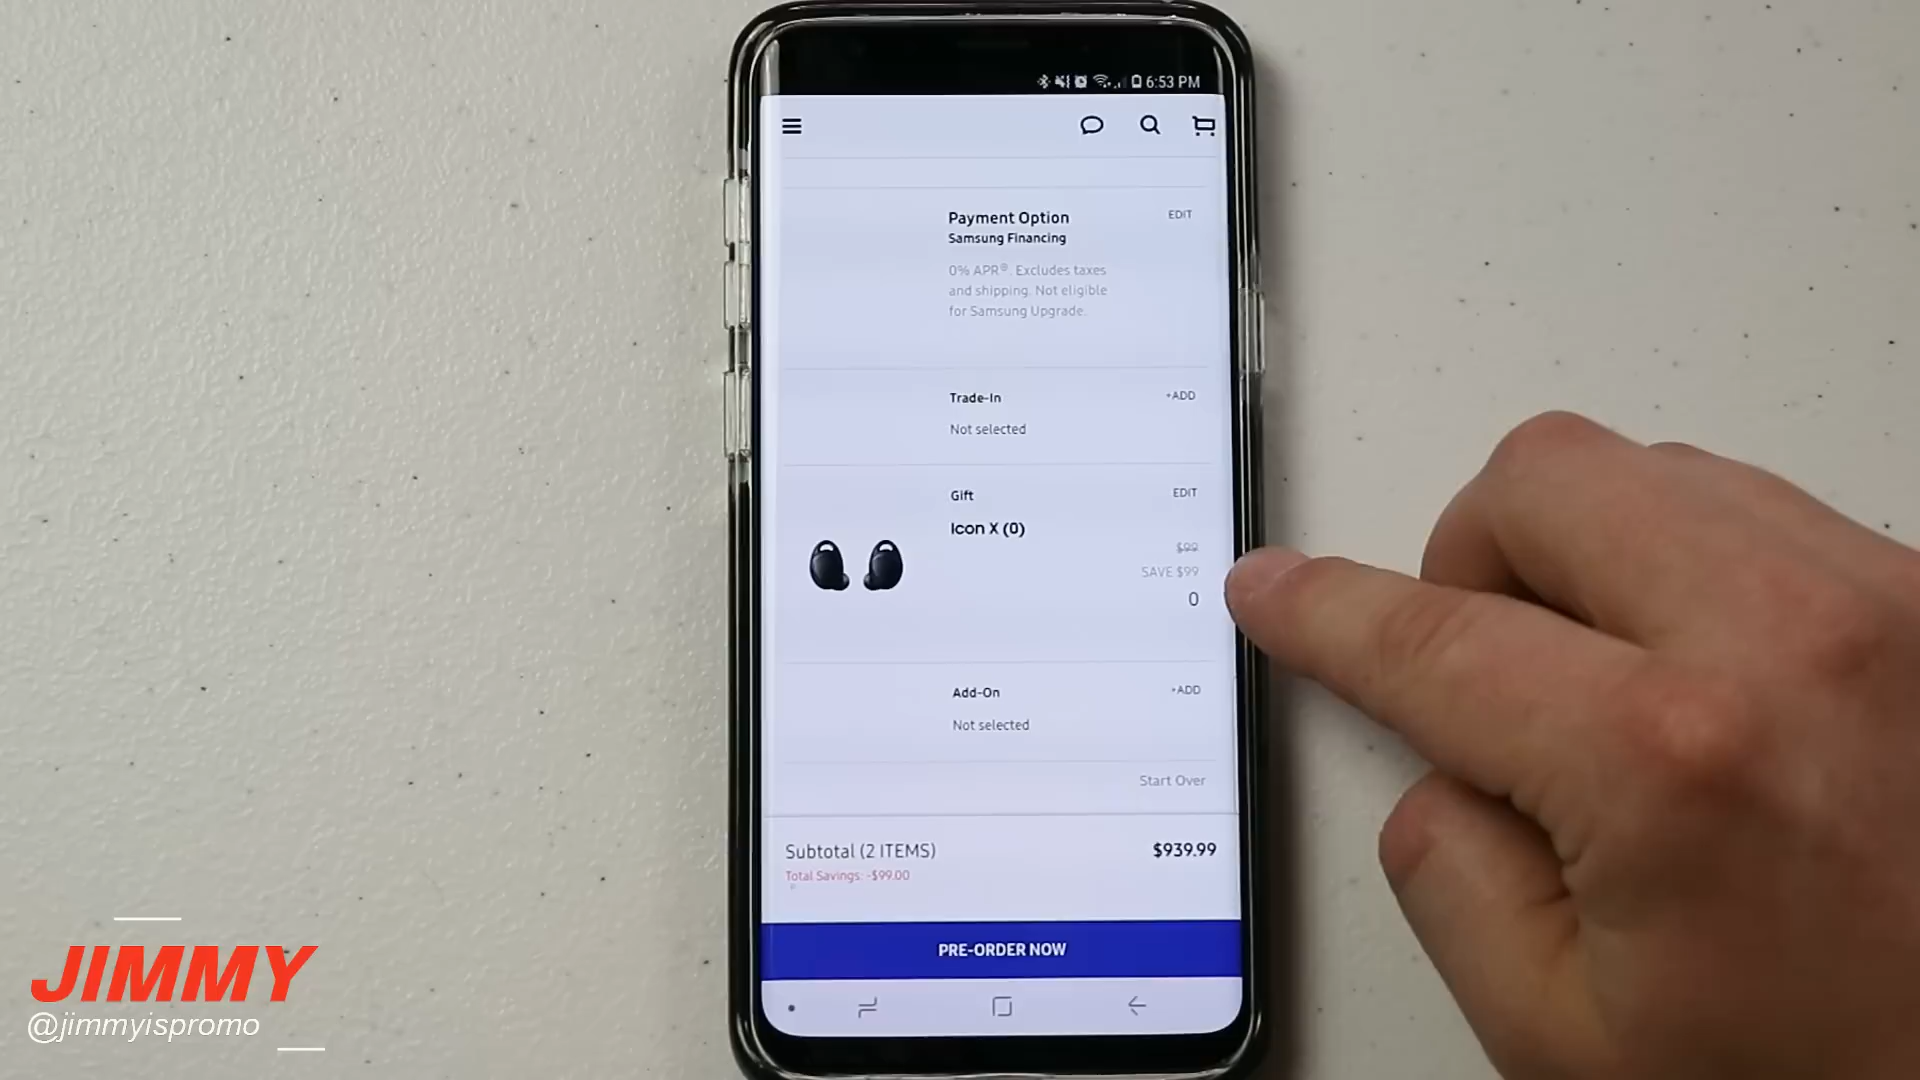 6:53 PM
Payment Option
EDIT
Samsung Financing
0% APR®. Excludes taxes
and shipping. Not eligible
for Samsung Upgrade.
Trade-In
+ADD
Not selected
Gift
EDIT
Icon X (0)
$99
SAVE $99
0
Add-On
+ADD
Not selected
Start Over
Subtotal (2 ITEMS)
$939.99
Total Savings: -$99.00
PRE-ORDER NOW
JIMMY
@jimmyispromo